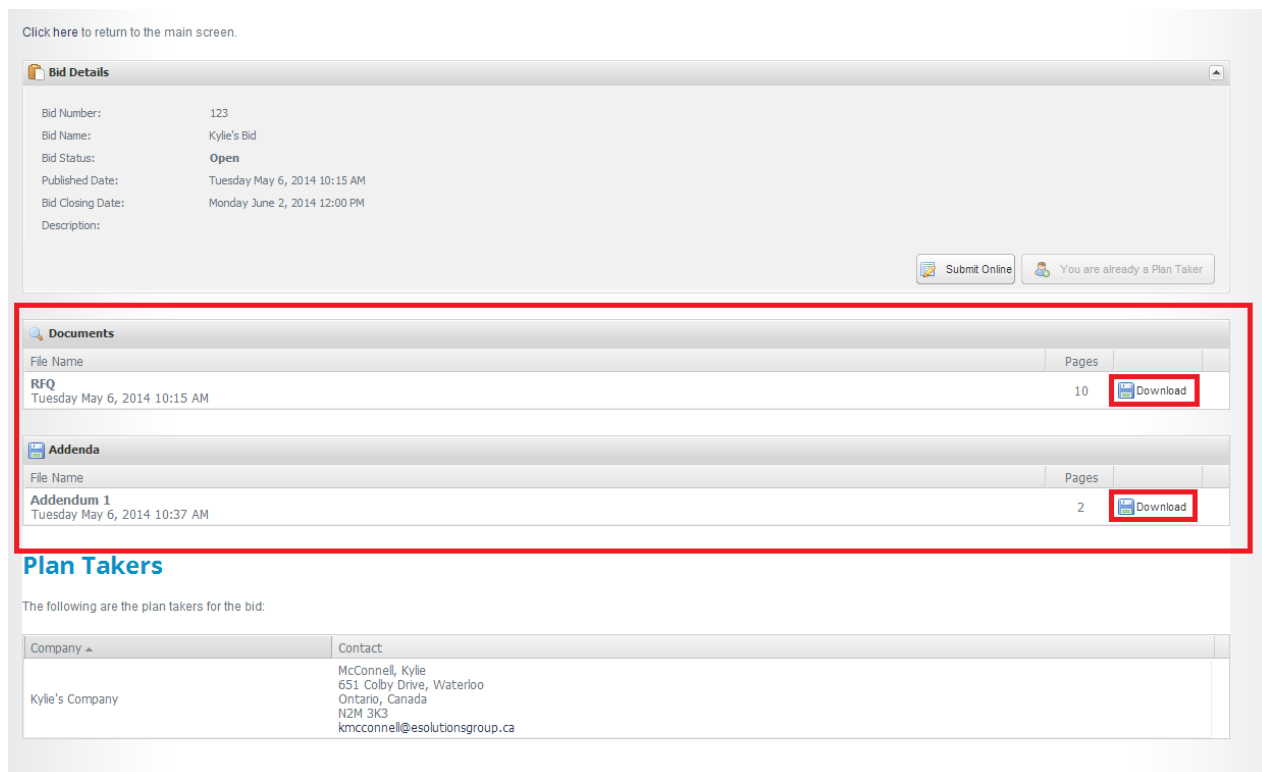 Click here to return to the main screen.
Bid Details
Bid Number: 123
Bid Name: Kylie's Bid
Bid Status: Open
Published Date: Tuesday May 6, 2014 10:15 AM
Bid Closing Date: Monday June 2, 2014 12:00 PM
Description:
Submit Online You are already a Plan Taker
Documents
File Name Pages
RFQ
Tuesday May 6, 2014 10:15 AM
10 Download
Addenda
File Name Pages
Addendum 1
Tuesday May 6, 2014 10:37 AM
2 Download
Plan Takers
The following are the plan takers for the bid:
Company Contact
Kylie's Company
McConnell, Kylie
651 Colby Drive, Waterloo
Ontario, Canada
N2M 3K3
kmcconnell@esolutionsgroup.ca